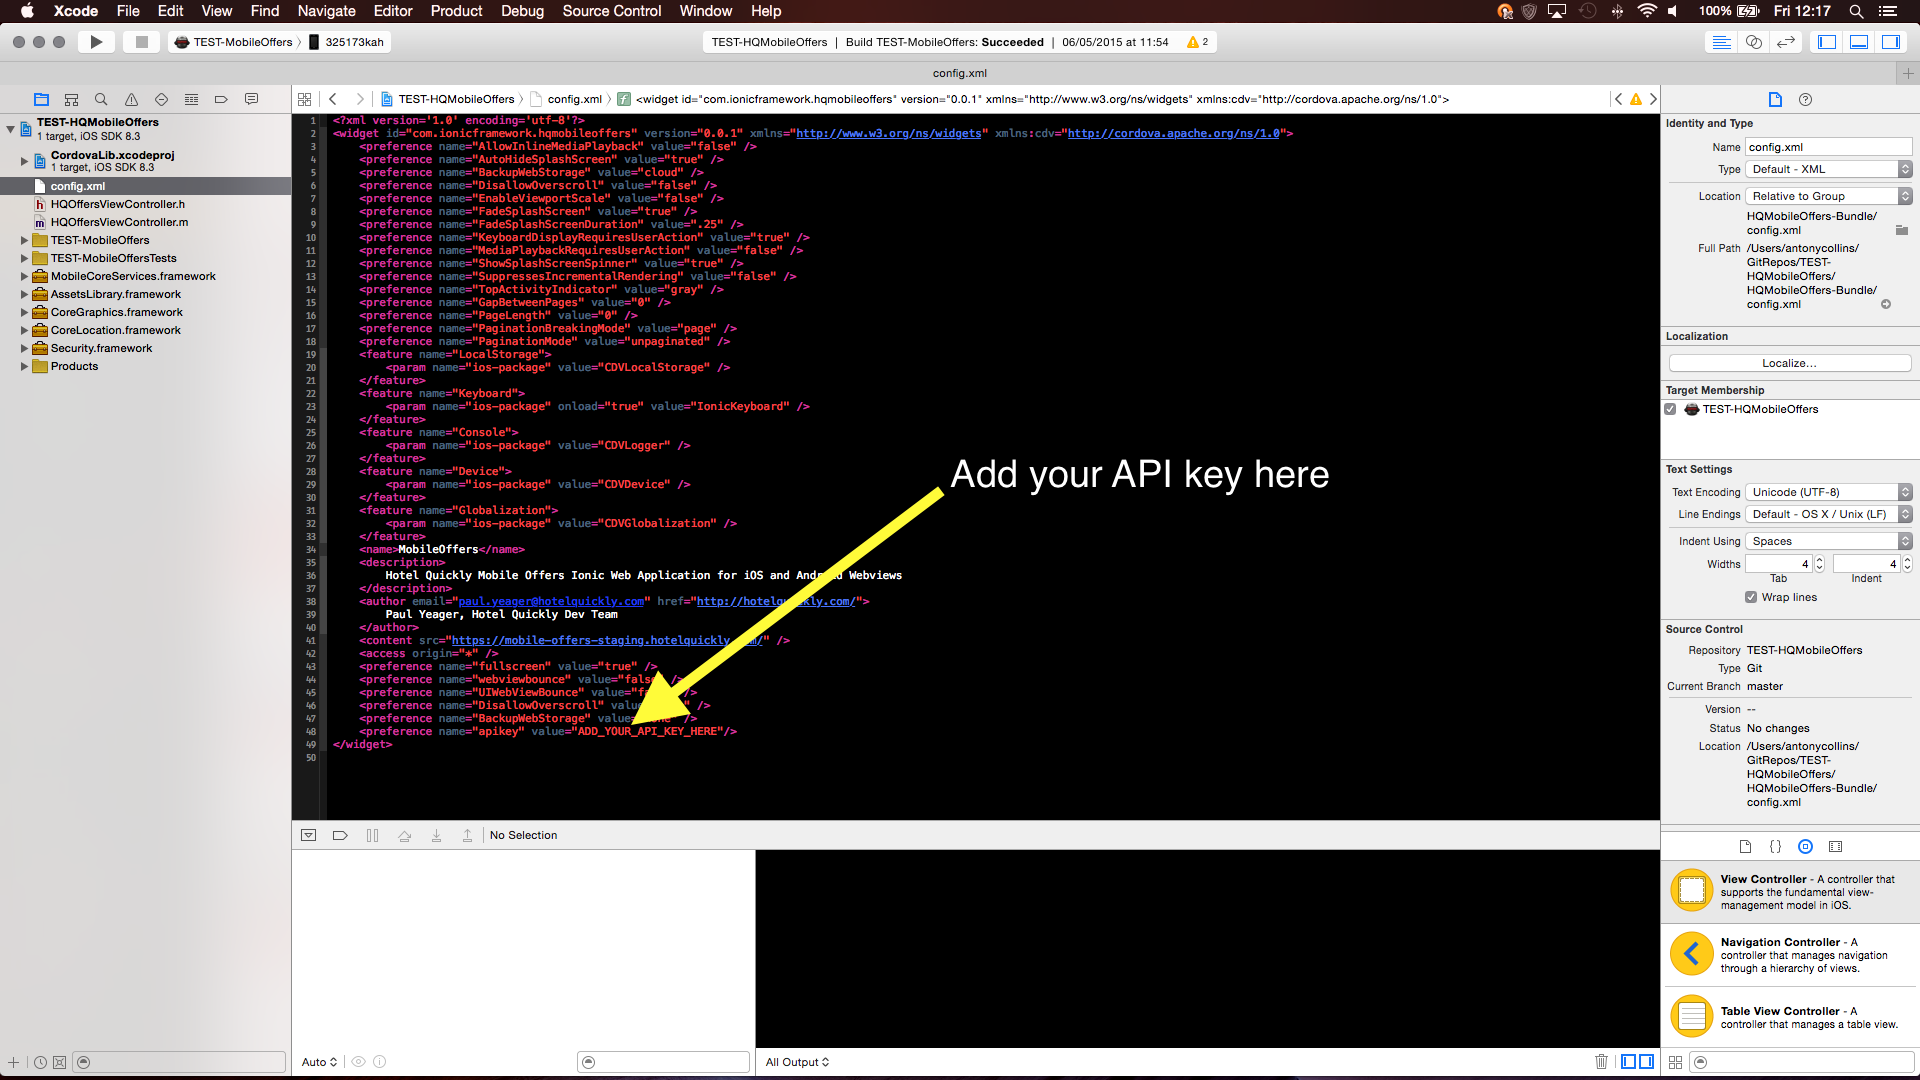 Xcode File Edit View Find Navigate Editor Product Debug Source Control Window Help 100% Fri 12:17
TEST-MobileOffers 325173kah TEST-HQMobileOffers | Build TEST-MobileOffers: Succeeded | 06/05/2015 at 11:54 2
config.xml
TEST-HQMobileOffers config.xml <widget id="com.ionicframework.hqmobileoffers" version="0.0.1" xmlns="http://www.w3.org/ns/widgets" xmlns:cdv="http://cordova.apache.org/ns/1.0">
TEST-HQMobileOffers
1 target, iOS SDK 8.3
CordovaLib.xcodeproj
1 target, iOS SDK 8.3
config.xml
HQOffersViewController.h
HQOffersViewController.m
TEST-MobileOffers
TEST-MobileOffersTests
MobileCoreServices.framework
AssetsLibrary.framework
CoreGraphics.framework
CoreLocation.framework
Security.framework
Products
1 <?xml version='1.0' encoding='utf-8'?>
2 <widget id="com.ionicframework.hqmobileoffers" version="0.0.1" xmlns="http://www.w3.org/ns/widgets" xmlns:cdv="http://cordova.apache.org/ns/1.0">
3 <preference name="AllowInlineMediaPlayback" value="false" />
4 <preference name="AutoHideSplashScreen" value="true" />
5 <preference name="BackupWebStorage" value="cloud" />
6 <preference name="DisallowOverscroll" value="false" />
7 <preference name="EnableViewportScale" value="false" />
8 <preference name="FadeSplashScreen" value="true" />
9 <preference name="FadeSplashScreenDuration" value=".25" />
10 <preference name="KeyboardDisplayRequiresUserAction" value="true" />
11 <preference name="MediaPlaybackRequiresUserAction" value="false" />
12 <preference name="ShowSplashScreenSpinner" value="true" />
13 <preference name="SuppressesIncrementalRendering" value="false" />
14 <preference name="TopActivityIndicator" value="gray" />
15 <preference name="GapBetweenPages" value="0" />
16 <preference name="PageLength" value="0" />
17 <preference name="PaginationBreakingMode" value="page" />
18 <preference name="PaginationMode" value="unpaginated" />
19 <feature name="LocalStorage">
20 <param name="ios-package" value="CDVLocalStorage" />
21 </feature>
22 <feature name="Keyboard">
23 <param name="ios-package" onload="true" value="IonicKeyboard" />
24 </feature>
25 <feature name="Console">
26 <param name="ios-package" value="CDVLogger" />
27 </feature>
28 <feature name="Device">
29 <param name="ios-package" value="CDVDevice" />
30 </feature>
31 <feature name="Globalization">
32 <param name="ios-package" value="CDVGlobalization" />
33 </feature>
34 <name>MobileOffers</name>
35 <description>
36 Hotel Quickly Mobile Offers Ionic Web Application for iOS and Android Webviews
37 </description>
38 <author email="paul.yeager@hotelquickly.com" href="http://hotelquickly.com/">
39 Paul Yeager, Hotel Quickly Dev Team
40 </author>
41 <content src="https://mobile-offers-staging.hotelquickly. /" />
42 <access origin="*" />
43 <preference name="fullscreen" value="true" />
44 <preference name="webviewbounce" value="false />
45 <preference name="UIWebViewBounce" value="f />
46 <preference name="DisallowOverscroll" valu " />
47 <preference name="BackupWebStorage" value />
48 <preference name="apikey" value="ADD_YOUR_API_KEY_HERE"/>
49 </widget>
50
Add your API key here
No Selection
Auto
All Output
Identity and Type
Name config.xml
Type Default - XML
Location Relative to Group
HQMobileOffers-Bundle/
config.xml
Full Path /Users/antonycollins/
GitRepos/TEST-
HQMobileOffers/
HQMobileOffers-Bundle/
config.xml
Localization
Localize...
Target Membership
TEST-HQMobileOffers
Text Settings
Text Encoding Unicode (UTF-8)
Line Endings Default - OS X / Unix (LF)
Indent Using Spaces
Widths 4 4
Tab Indent
Wrap lines
Source Control
Repository TEST-HQMobileOffers
Type Git
Current Branch master
Version --
Status No changes
Location /Users/antonycollins/
GitRepos/TEST-
HQMobileOffers/
HQMobileOffers-Bundle/
config.xml
View Controller - A controller that
supports the fundamental view-
management model in iOS.
Navigation Controller - A
controller that manages navigation
through a hierarchy of views.
Table View Controller - A
controller that manages a table view.